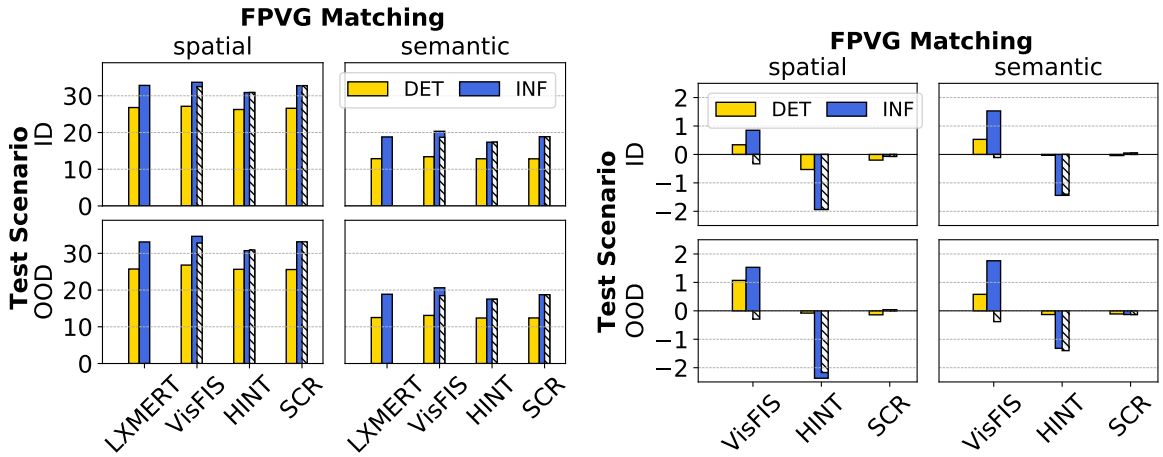 FPVG Matching
spatial
semantic
DET
INF
Test Scenario
ID
OOD
30
20
10
0
30
20
10
0
LXMERT
VisFIS
HINT
SCR
LXMERT
VisFIS
HINT
SCR
FPVG Matching
spatial
semantic
DET
INF
Test Scenario
ID
OOD
2
1
0
−1
−2
2
1
0
−1
−2
VisFIS
HINT
SCR
VisFIS
HINT
SCR